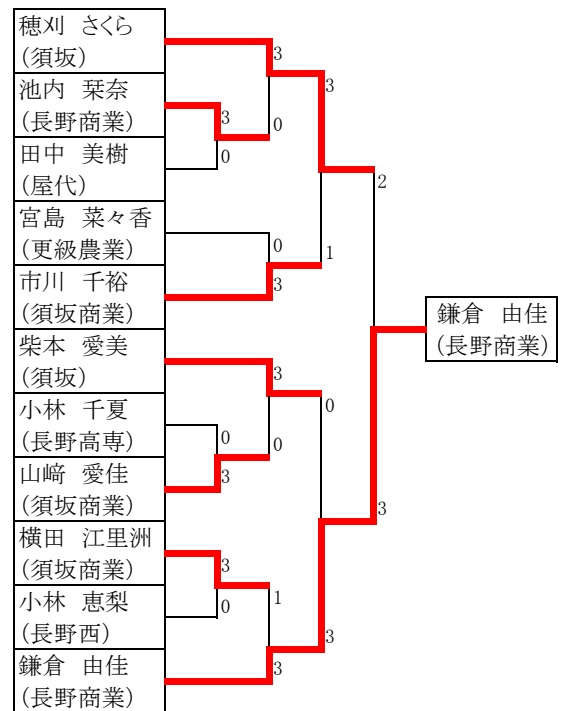 穂刈 さくら
(須坂)
池内 栞奈
(長野商業)
田中 美樹
(屋代)
宮島 菜々香
(更級農業)
市川 千裕
(須坂商業)
柴本 愛美
(須坂)
小林 千夏
(長野高専)
山﨑 愛佳
(須坂商業)
横田 江里洲
(須坂商業)
小林 恵梨
(長野西)
鎌倉 由佳
(長野商業)
3
0
3
0
0
3
3
0
0
3
3
0
1
3
3
1
0
3
2
3
鎌倉 由佳
(長野商業)